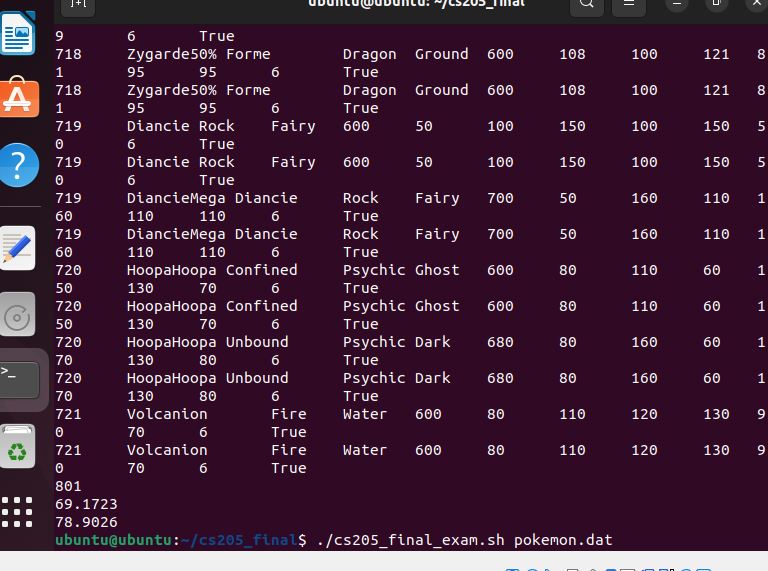 ubuntu@ubuntu: ~/cs205_final
9 6 True
718 Zygarde50% Forme Dragon Ground 600 108 100 121 8
1 95 95 6 True
718 Zygarde50% Forme Dragon Ground 600 108 100 121 8
1 95 95 6 True
719 Diancie Rock Fairy 600 50 100 150 100 150 5
0 6 True
719 Diancie Rock Fairy 600 50 100 150 100 150 5
0 6 True
719 DiancieMega Diancie Rock Fairy 700 50 160 110 1
60 110 110 6 True
719 DiancieMega Diancie Rock Fairy 700 50 160 110 1
60 110 110 6 True
720 HoopaHoopa Confined Psychic Ghost 600 80 110 60 1
50 130 70 6 True
720 HoopaHoopa Confined Psychic Ghost 600 80 110 60 1
50 130 70 6 True
720 HoopaHoopa Unbound Psychic Dark 680 80 160 60 1
70 130 80 6 True
720 HoopaHoopa Unbound Psychic Dark 680 80 160 60 1
70 130 80 6 True
721 Volcanion Fire Water 600 80 110 120 130 9
0 70 6 True
721 Volcanion Fire Water 600 80 110 120 130 9
0 70 6 True
801
69.1723
78.9026
ubuntu@ubuntu:~/cs205_final$ ./cs205_final_exam.sh pokemon.dat